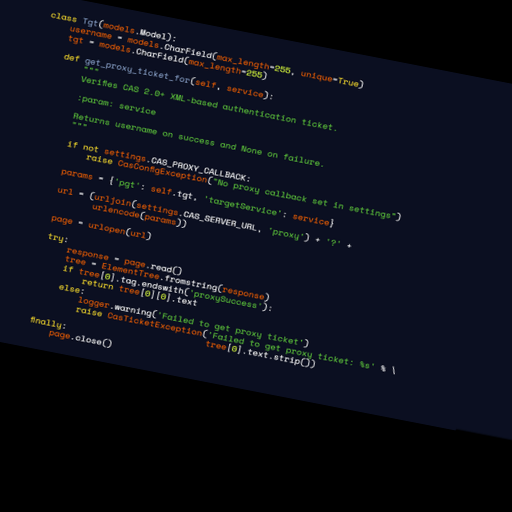 class Tgt(models.Model):
    username = models.CharField(max_length=255, unique=True)
    tgt = models.CharField(max_length=255)

    def get_proxy_ticket_for(self, service):
        """
        Verifies CAS 2.0+ XML-based authentication ticket.

        :param: service

        Returns username on success and None on failure.
        """

        if not settings.CAS_PROXY_CALLBACK:
            raise CasConfigException("No proxy callback set in settings")

        params = {'pgt': self.tgt, 'targetService': service}

        url = (urljoin(settings.CAS_SERVER_URL, 'proxy') + '?' +
               urlencode(params))

        page = urlopen(url)

        try:
            response = page.read()
            tree = ElementTree.fromstring(response)
            if tree[0].tag.endswith('proxySuccess'):
                return tree[0][0].text
            else:
                logger.warning('Failed to get proxy ticket')
                raise CasTicketException('Failed to get proxy ticket: %s' % \
                                         tree[0].text.strip())
        finally:
            page.close()